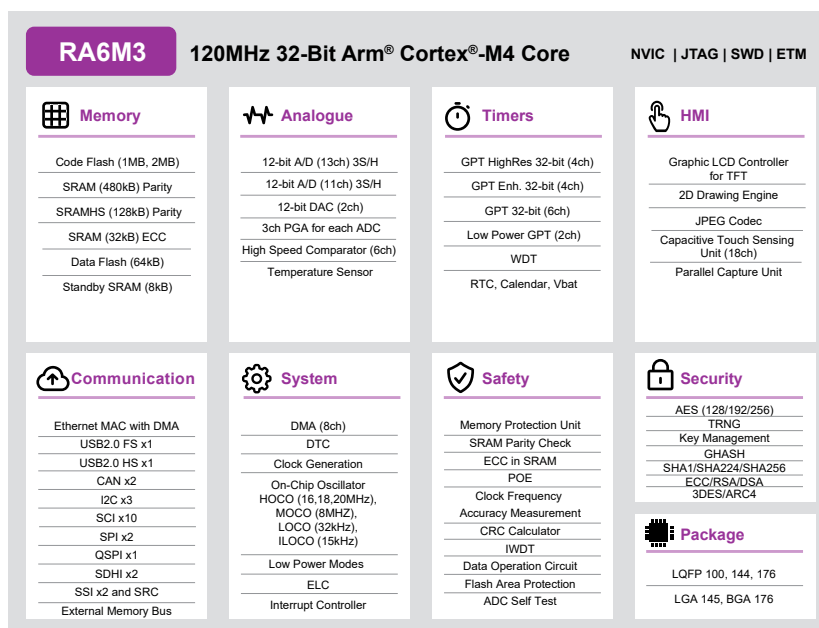 RA6M3
120MHz 32-Bit Arm® Cortex®-M4 Core
NVIC | JTAG | SWD | ETM
Memory
Code Flash (1MB, 2MB)
SRAM (480kB) Parity
SRAMHS (128kB) Parity
SRAM (32kB) ECC
Data Flash (64kB)
Standby SRAM (8kB)
Analogue
12-bit A/D (13ch) 3S/H
12-bit A/D (11ch) 3S/H
12-bit DAC (2ch)
3ch PGA for each ADC
High Speed Comparator (6ch)
Temperature Sensor
Timers
GPT HighRes 32-bit (4ch)
GPT Enh. 32-bit (4ch)
GPT 32-bit (6ch)
Low Power GPT (2ch)
WDT
RTC, Calendar, Vbat
HMI
Graphic LCD Controller
for TFT
2D Drawing Engine
JPEG Codec
Capacitive Touch Sensing
Unit (18ch)
Parallel Capture Unit
Communication
Ethernet MAC with DMA
USB2.0 FS x1
USB2.0 HS x1
CAN x2
I2C x3
SCI x10
SPI x2
QSPI x1
SDHI x2
SSI x2 and SRC
External Memory Bus
System
DMA (8ch)
DTC
Clock Generation
On-Chip Oscillator
HOCO (16,18,20MHz),
MOCO (8MHZ),
LOCO (32kHz),
ILOCO (15kHz)
Low Power Modes
ELC
Interrupt Controller
Safety
Memory Protection Unit
SRAM Parity Check
ECC in SRAM
POE
Clock Frequency
Accuracy Measurement
CRC Calculator
IWDT
Data Operation Circuit
Flash Area Protection
ADC Self Test
Security
AES (128/192/256)
TRNG
Key Management
GHASH
SHA1/SHA224/SHA256
ECC/RSA/DSA
3DES/ARC4
Package
LQFP 100, 144, 176
LGA 145, BGA 176